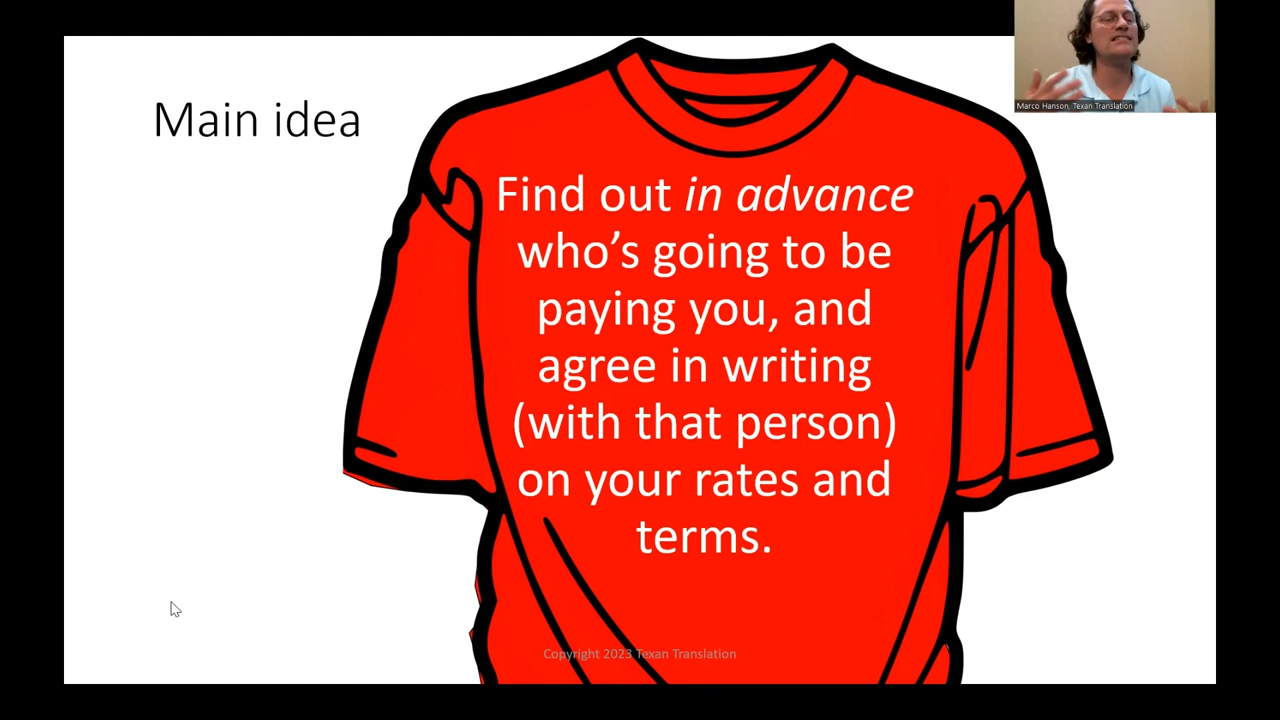 Marco Hanson, Texan Translation
Main idea
Find out in advance
who’s going to be
paying you, and
agree in writing
(with that person)
on your rates and
terms.
Copyright 2023 Texan Translation